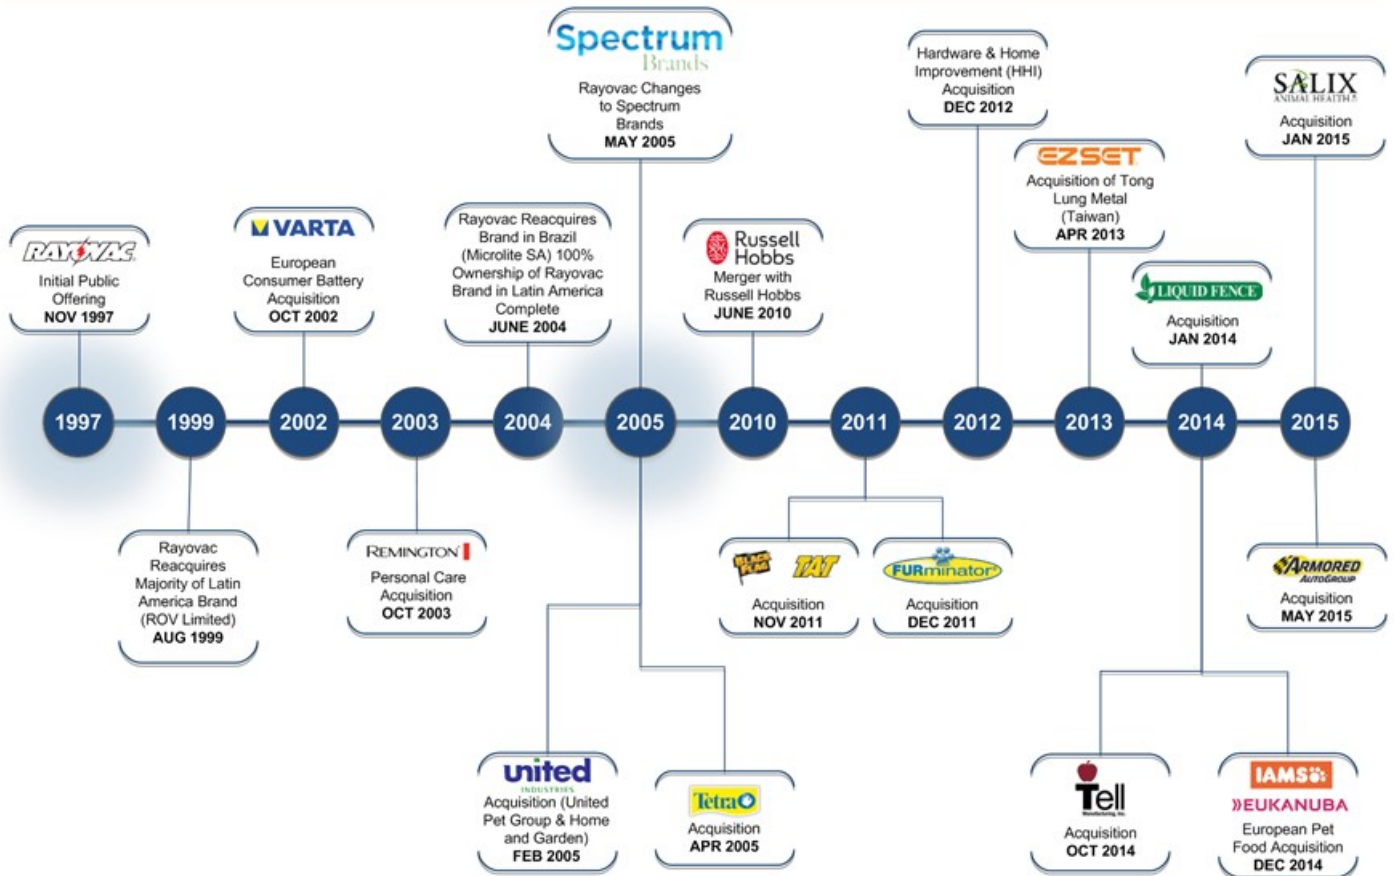 Spectrum
Brands
Rayovac Changes
to Spectrum
Brands
MAY 2005
Hardware & Home
Improvement (HHI)
Acquisition
DEC 2012
SALIX
ANIMAL HEALTH
Acquisition
JAN 2015
EZSET
Acquisition of Tong
Lung Metal
(Taiwan)
APR 2013
RAYOVAC
Initial Public
Offering
NOV 1997
VARTA
European
Consumer Battery
Acquisition
OCT 2002
Rayovac Reacquires
Brand in Brazil
(Microlite SA) 100%
Ownership of Rayovac
Brand in Latin America
Complete
JUNE 2004
Russell
Hobbs
Merger with
Russell Hobbs
JUNE 2010
LIQUID FENCE
Acquisition
JAN 2014
1997
1999
2002
2003
2004
2005
2010
2011
2012
2013
2014
2015
Rayovac
Reacquires
Majority of Latin
America Brand
(ROV Limited)
AUG 1999
REMINGTON
Personal Care
Acquisition
OCT 2003
BLACK
FLAG
TAT
Acquisition
NOV 2011
FURminator
Acquisition
DEC 2011
ARMORED
AUTOGROUP
Acquisition
MAY 2015
united
INDUSTRIES
Acquisition (United
Pet Group & Home
and Garden)
FEB 2005
Tetra
Acquisition
APR 2005
Tell
Manufacturing, Inc.
Acquisition
OCT 2014
IAMS
EUKANUBA
European Pet
Food Acquisition
DEC 2014